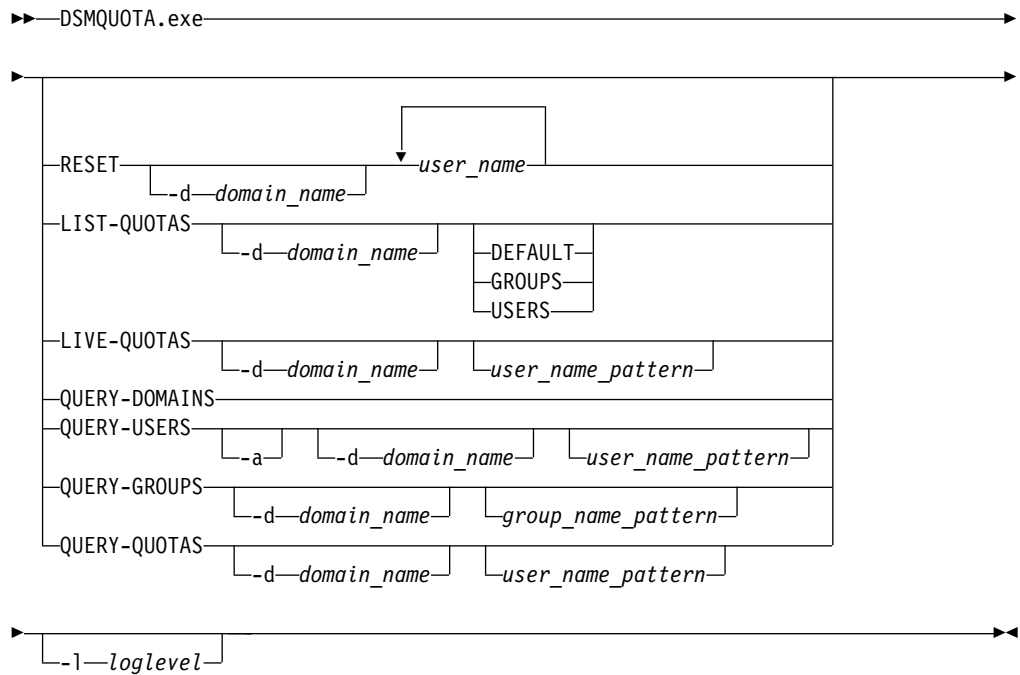 DSMQUOTA.exe
RESET user_name
-d domain_name
LIST-QUOTAS
-d domain_name DEFAULT
GROUPS
USERS
LIVE-QUOTAS
-d domain_name user_name_pattern
QUERY-DOMAINS
QUERY-USERS
-a -d domain_name user_name_pattern
QUERY-GROUPS
-d domain_name group_name_pattern
QUERY-QUOTAS
-d domain_name user_name_pattern
-l loglevel